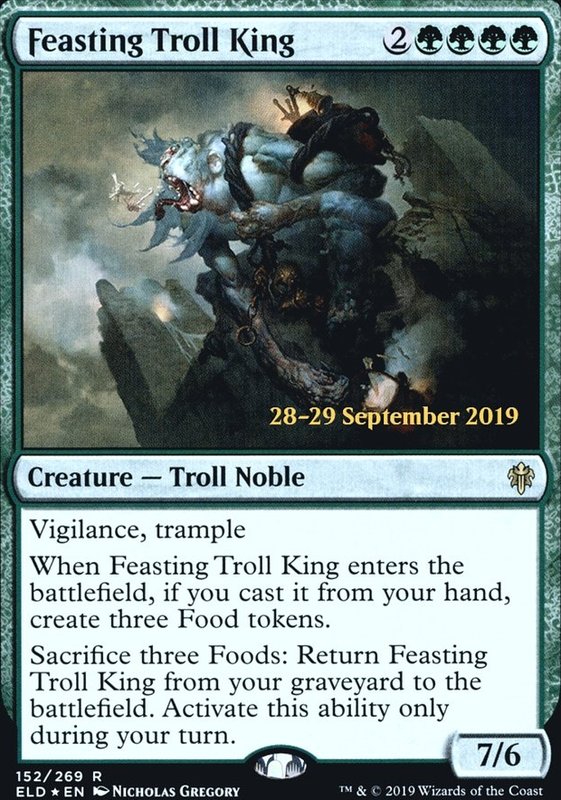 Feasting Troll King 2
28-29 September 2019
Creature — Troll Noble
Vigilance, trample
When Feasting Troll King enters the
battlefield, if you cast it from your hand,
create three Food tokens.
Sacrifice three Foods: Return Feasting
Troll King from your graveyard to the
battlefield. Activate this ability only
during your turn.
7/6
152/269 R
ELD ★ EN Nicholas Gregory
™ & © 2019 Wizards of the Coast